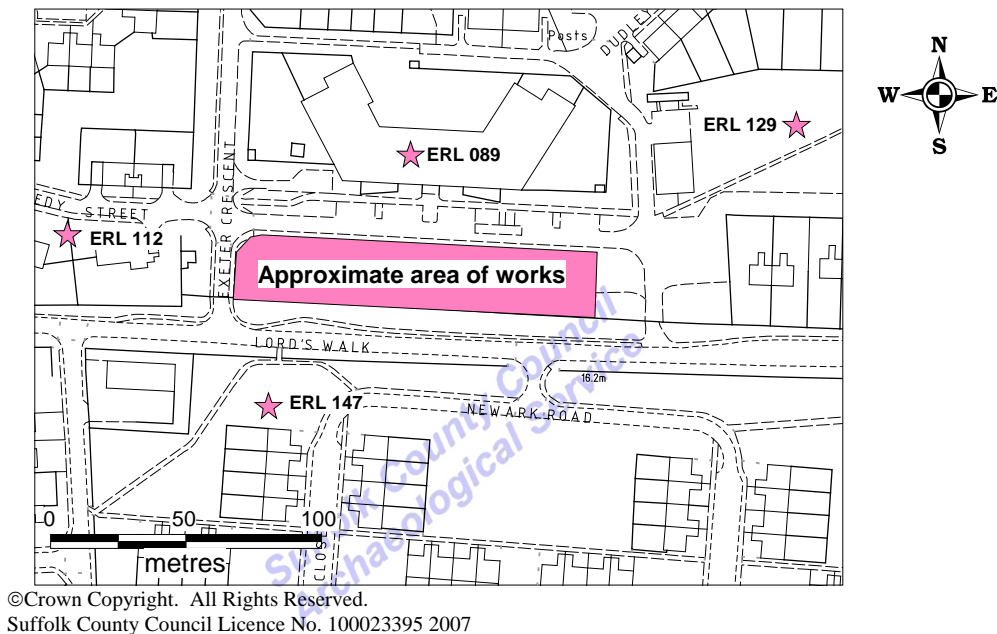 Posts
DUDLEY
N
W E
S
ERL 129
ERL 089
EXETER CRESCENT
EDY STREET
ERL 112
Approximate area of works
LORD'S WALK
16.2m
ERL 147
NEWARK ROAD
0 50 100
metres
CLOS
Suffolk County Council
Archaeological Service
©Crown Copyright. All Rights Reserved.
Suffolk County Council Licence No. 100023395 2007